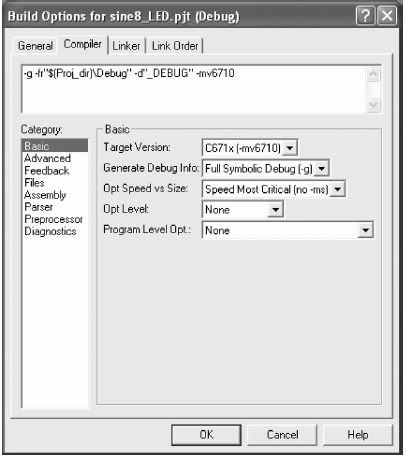 Build Options for sine8_LED.pjt (Debug)
General Compiler Linker Link Order
-g -fr"$(Proj_dir)\Debug" -d"_DEBUG" -mv6710
Category:
Basic
Advanced
Feedback
Files
Assembly
Parser
Preprocessor
Diagnostics
Basic
Target Version: C671x (-mv6710)
Generate Debug Info: Full Symbolic Debug (-g)
Opt Speed vs Size: Speed Most Critical (no -ms)
Opt Level: None
Program Level Opt.: None
OK Cancel Help